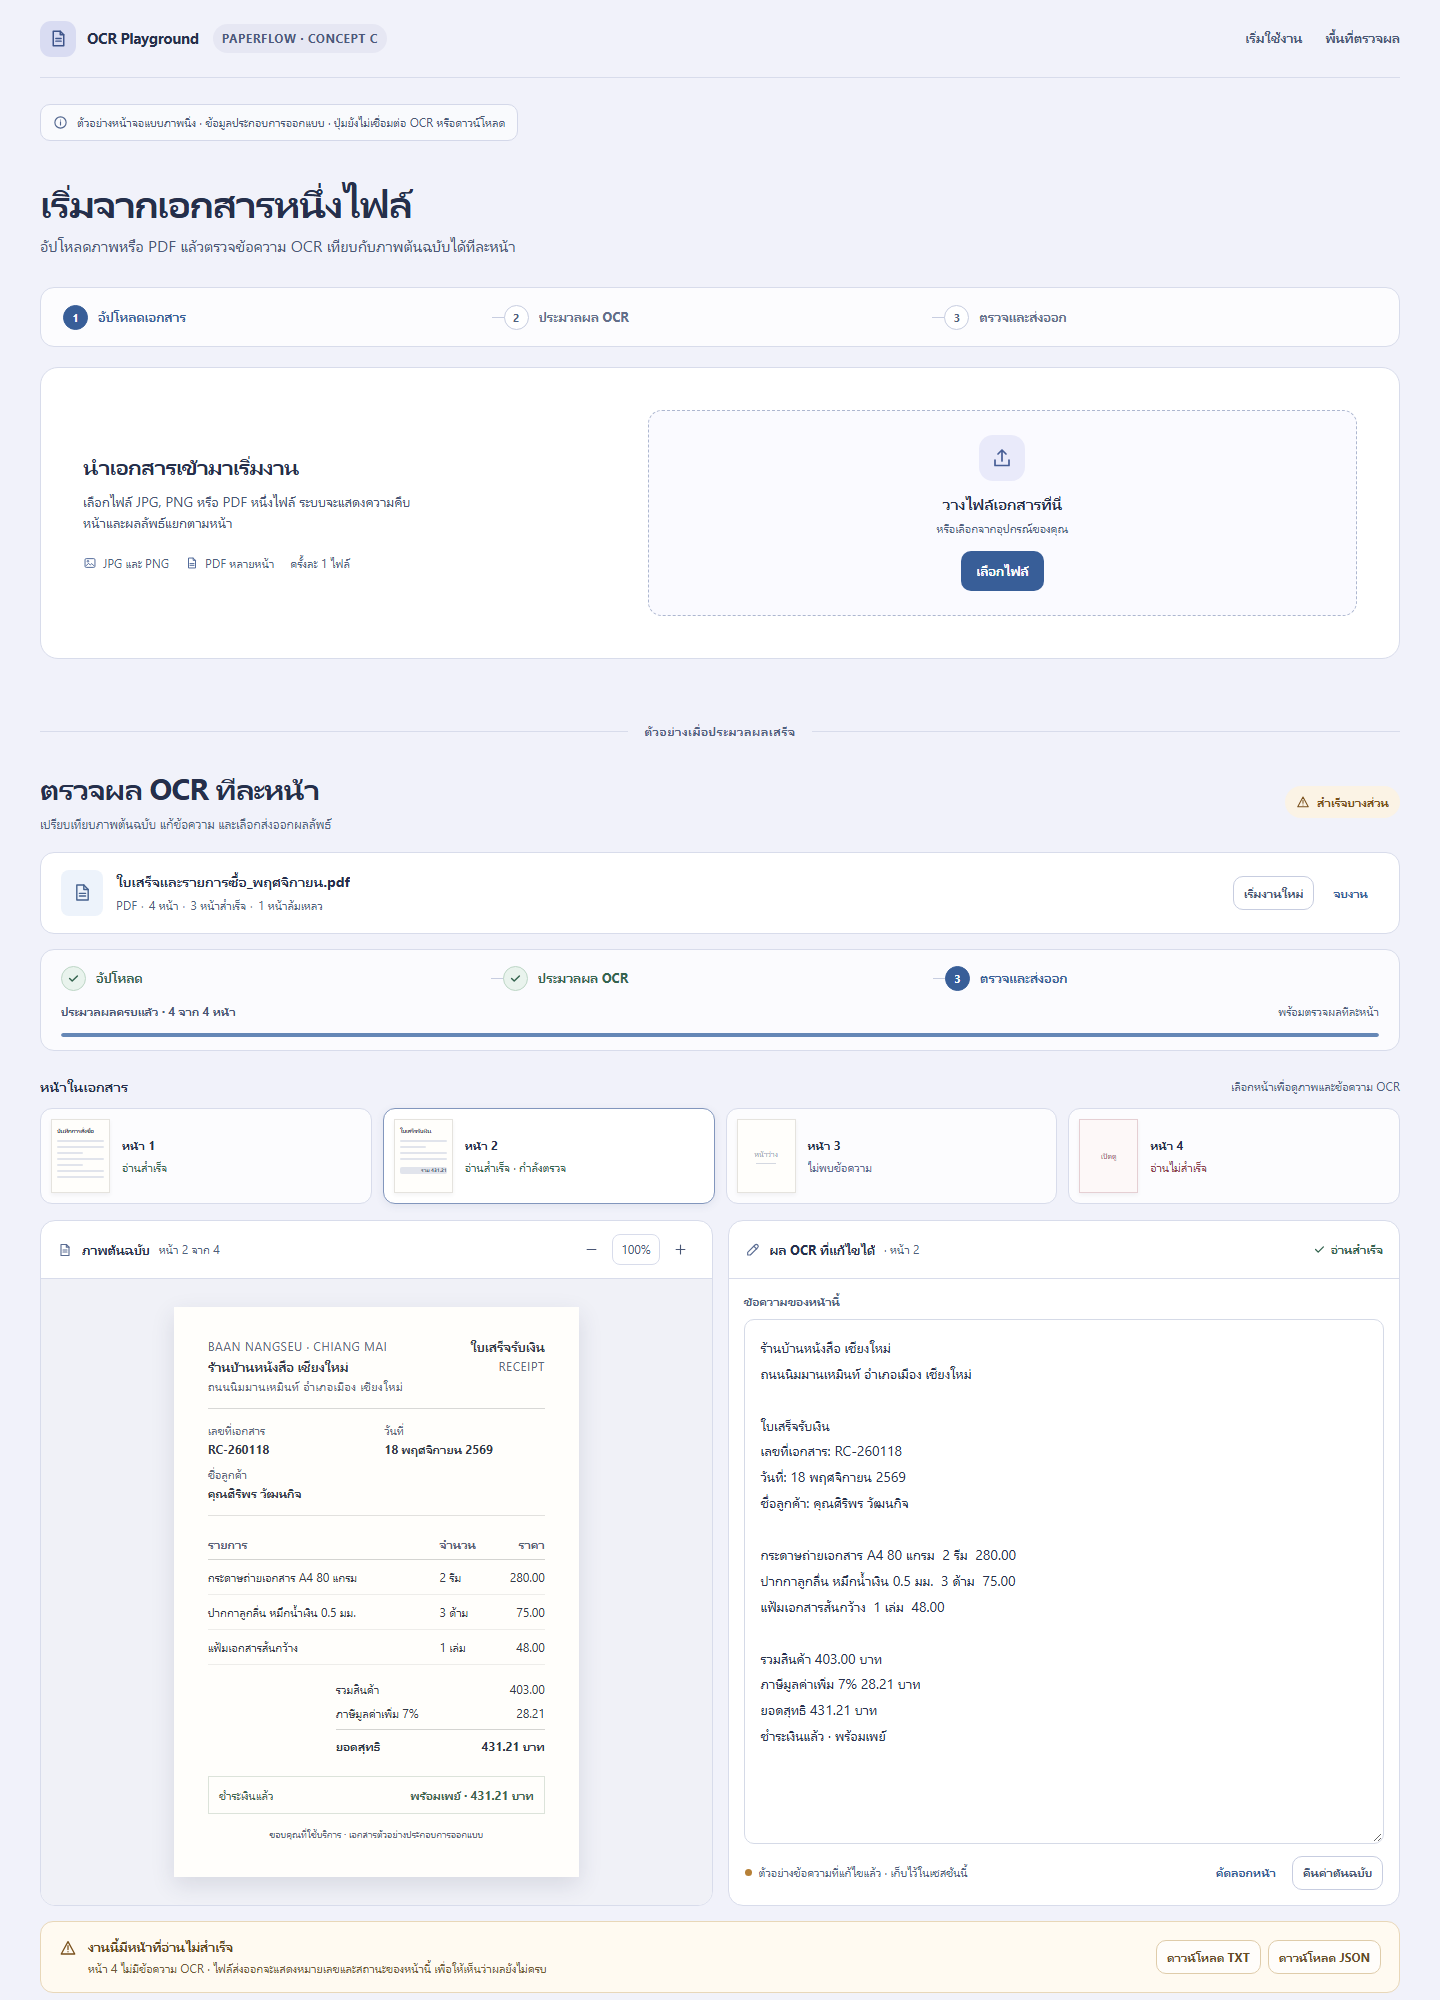 OCR Playground
PAPERFLOW · CONCEPT C
เริ่มใช้งาน
พื้นที่ตรวจผล
ตัวอย่างหน้าจอแบบภาพนิ่ง · ข้อมูลประกอบการออกแบบ · ปุ่มยังไม่เชื่อมต่อ OCR หรือดาวน์โหลด
เริ่มจากเอกสารหนึ่งไฟล์
อัปโหลดภาพหรือ PDF แล้วตรวจข้อความ OCR เทียบกับภาพต้นฉบับได้ทีละหน้า
1 อัปโหลดเอกสาร
2 ประมวลผล OCR
3 ตรวจและส่งออก
นำเอกสารเข้ามาเริ่มงาน
เลือกไฟล์ JPG, PNG หรือ PDF หนึ่งไฟล์ ระบบจะแสดงความคืบ
หน้าและผลลัพธ์แยกตามหน้า
JPG และ PNG
PDF หลายหน้า
ครั้งละ 1 ไฟล์
วางไฟล์เอกสารที่นี่
หรือเลือกจากอุปกรณ์ของคุณ
เลือกไฟล์
ตัวอย่างเมื่อประมวลผลเสร็จ
ตรวจผล OCR ทีละหน้า
เปรียบเทียบภาพต้นฉบับ แก้ข้อความ และเลือกส่งออกผลลัพธ์
สำเร็จบางส่วน
ใบเสร็จและรายการซื้อ_พฤศจิกายน.pdf
PDF · 4 หน้า · 3 หน้าสำเร็จ · 1 หน้าล้มเหลว
เริ่มงานใหม่
จบงาน
อัปโหลด
ประมวลผล OCR
3 ตรวจและส่งออก
ประมวลผลครบแล้ว · 4 จาก 4 หน้า
พร้อมตรวจผลทีละหน้า
หน้าในเอกสาร
เลือกหน้าเพื่อดูภาพและข้อความ OCR
บันทึกการสั่งซื้อ
หน้า 1
อ่านสำเร็จ
ใบเสร็จรับเงิน
รวม 431.21
หน้า 2
อ่านสำเร็จ · กำลังตรวจ
หน้าว่าง
หน้า 3
ไม่พบข้อความ
เปิดดู
หน้า 4
อ่านไม่สำเร็จ
ภาพต้นฉบับ หน้า 2 จาก 4
− 100% +
BAAN NANGSEU · CHIANG MAI
ร้านบ้านหนังสือ เชียงใหม่
ถนนนิมมานเหมินท์ อำเภอเมือง เชียงใหม่
ใบเสร็จรับเงิน
RECEIPT
เลขที่เอกสาร
RC-260118
วันที่
18 พฤศจิกายน 2569
ชื่อลูกค้า
คุณศิริพร วัฒนกิจ
รายการ จำนวน ราคา
กระดาษถ่ายเอกสาร A4 80 แกรม 2 รีม 280.00
ปากกาลูกลื่น หมึกน้ำเงิน 0.5 มม. 3 ด้าม 75.00
แฟ้มเอกสารสันกว้าง 1 เล่ม 48.00
รวมสินค้า 403.00
ภาษีมูลค่าเพิ่ม 7% 28.21
ยอดสุทธิ 431.21 บาท
ชำระเงินแล้ว พร้อมเพย์ · 431.21 บาท
ขอบคุณที่ใช้บริการ · เอกสารตัวอย่างประกอบการออกแบบ
ผล OCR ที่แก้ไขได้ · หน้า 2
อ่านสำเร็จ
ข้อความของหน้านี้
ร้านบ้านหนังสือ เชียงใหม่
ถนนนิมมานเหมินท์ อำเภอเมือง เชียงใหม่
ใบเสร็จรับเงิน
เลขที่เอกสาร: RC-260118
วันที่: 18 พฤศจิกายน 2569
ชื่อลูกค้า: คุณศิริพร วัฒนกิจ
กระดาษถ่ายเอกสาร A4 80 แกรม 2 รีม 280.00
ปากกาลูกลื่น หมึกน้ำเงิน 0.5 มม. 3 ด้าม 75.00
แฟ้มเอกสารสันกว้าง 1 เล่ม 48.00
รวมสินค้า 403.00 บาท
ภาษีมูลค่าเพิ่ม 7% 28.21 บาท
ยอดสุทธิ 431.21 บาท
ชำระเงินแล้ว · พร้อมเพย์
ตัวอย่างข้อความที่แก้ไขแล้ว · เก็บไว้ในเซสชันนี้
คัดลอกหน้า
คืนค่าต้นฉบับ
งานนี้มีหน้าที่อ่านไม่สำเร็จ
หน้า 4 ไม่มีข้อความ OCR · ไฟล์ส่งออกจะแสดงหมายเลขและสถานะของหน้านี้ เพื่อให้เห็นว่าผลยังไม่ครบ
ดาวน์โหลด TXT
ดาวน์โหลด JSON